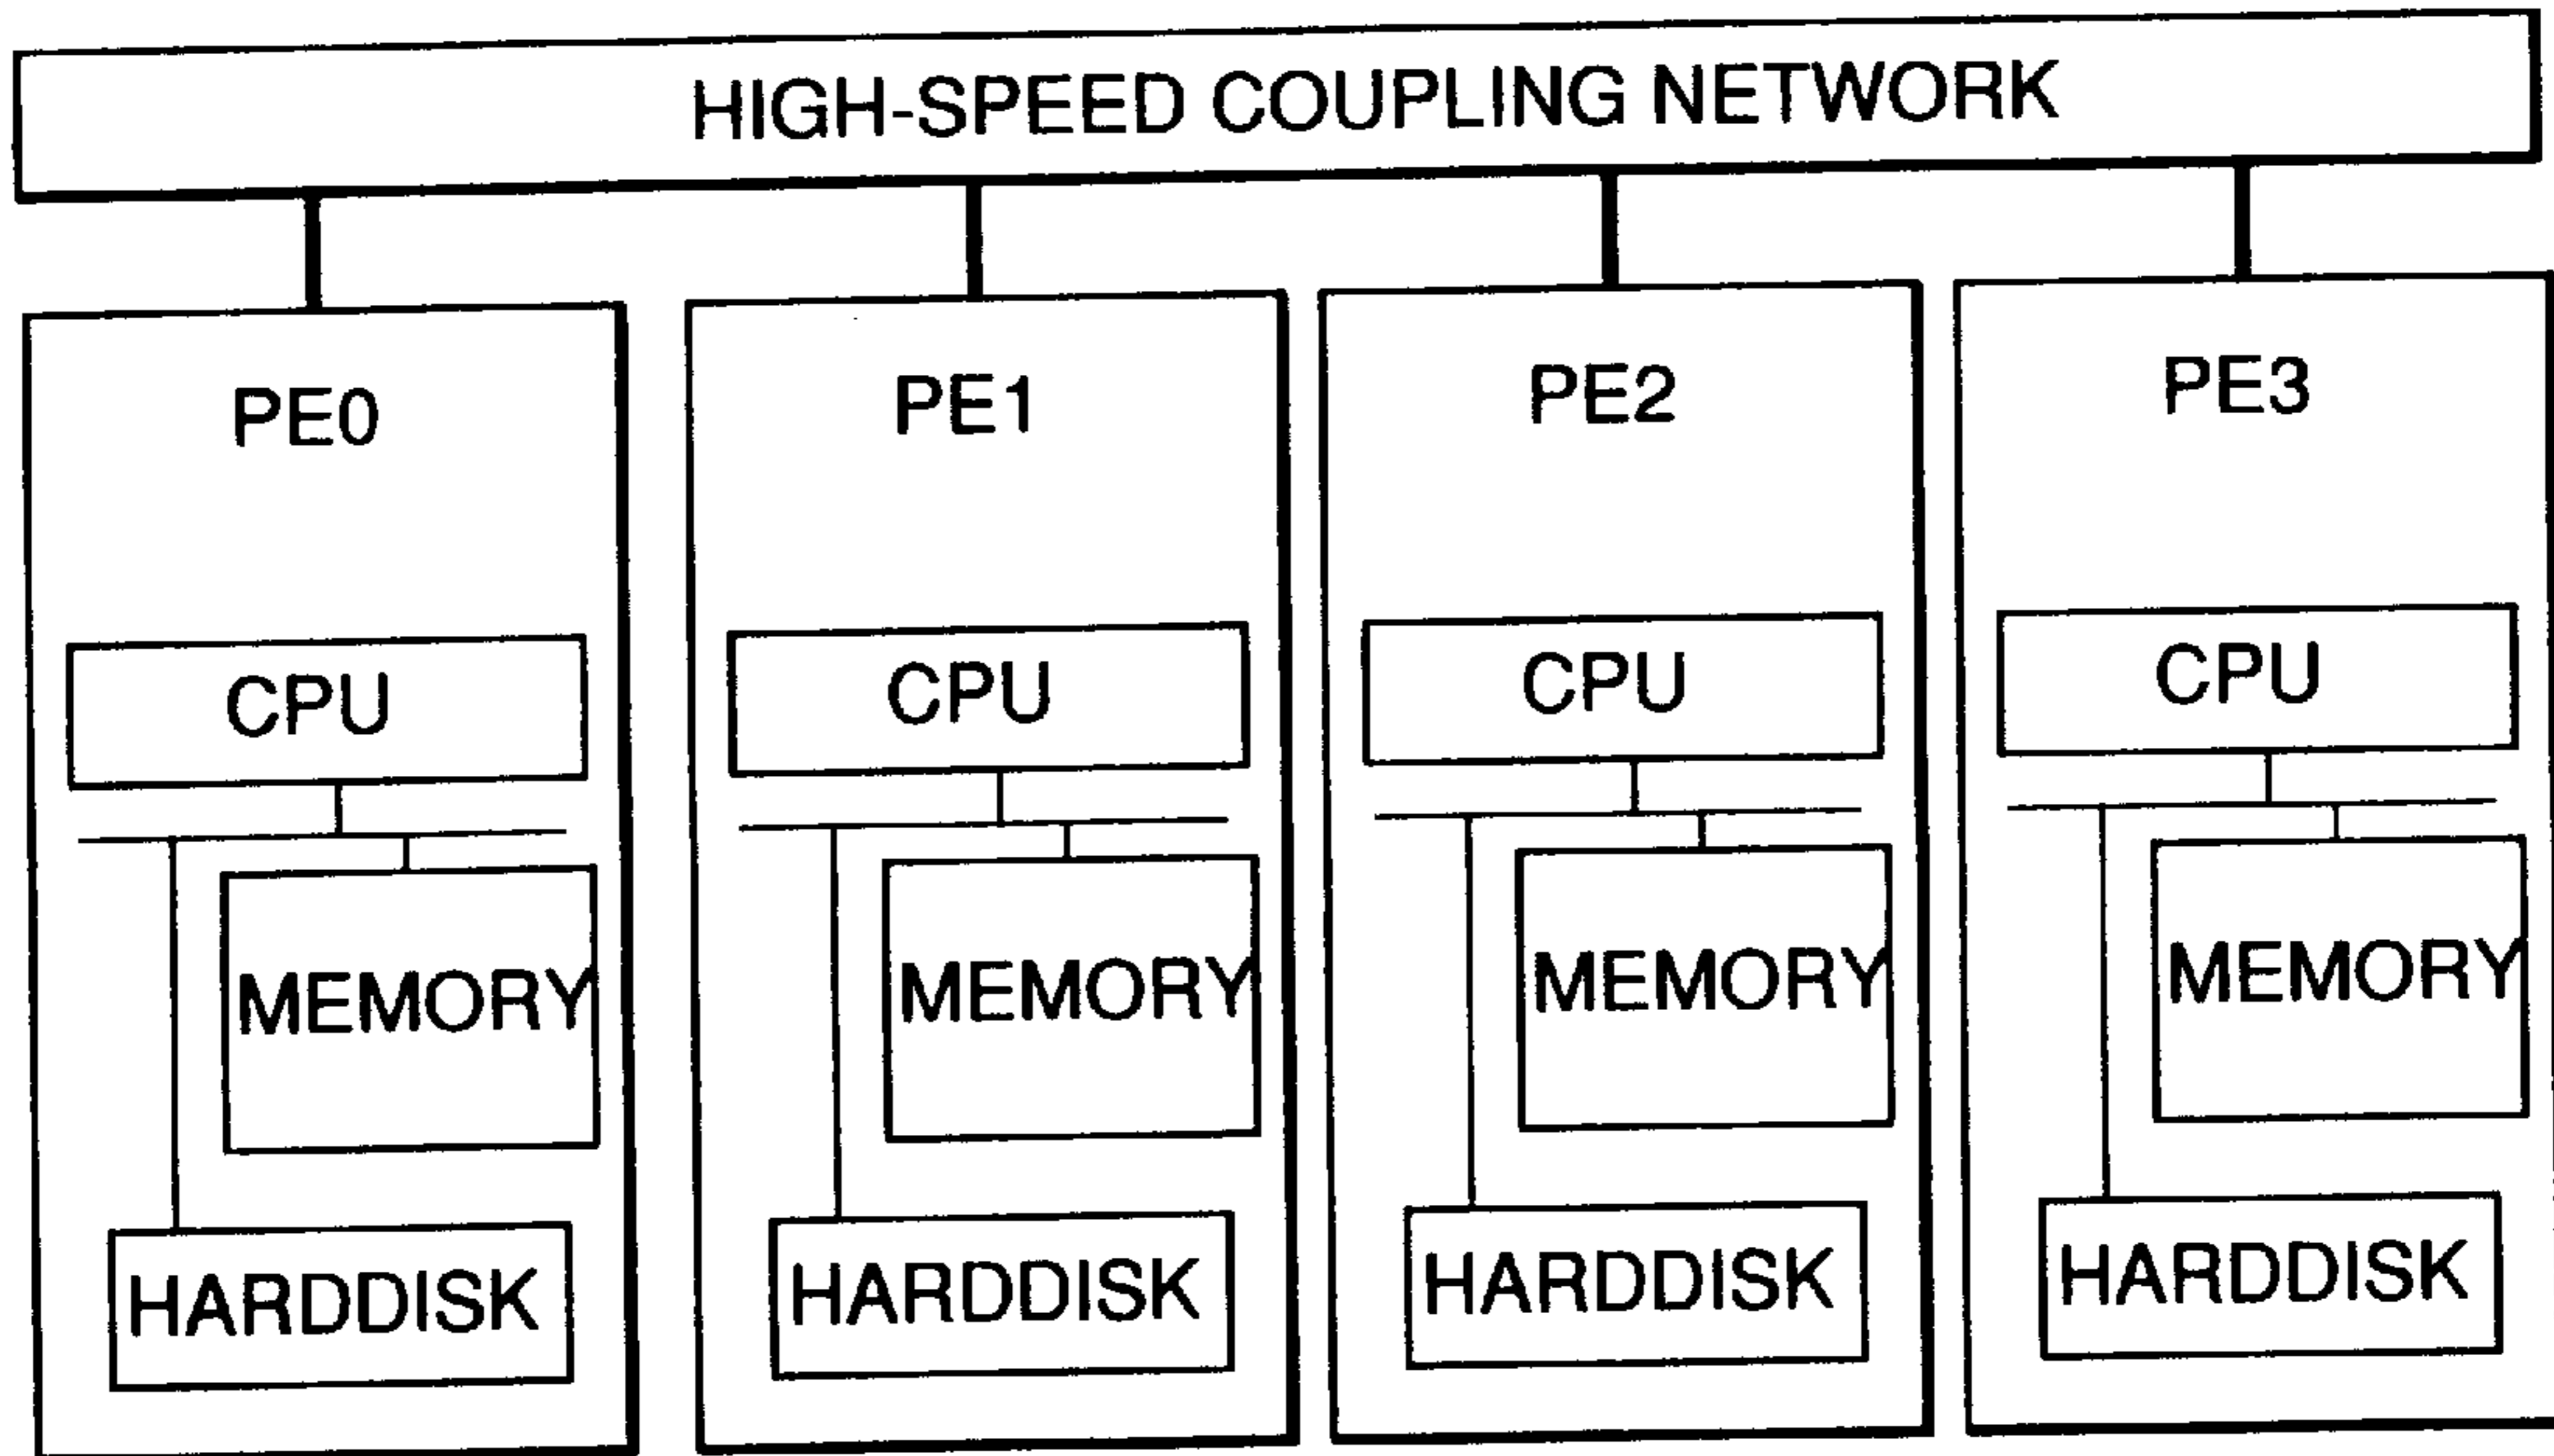 HIGH-SPEED COUPLING NETWORK
PE0
PE1
PE2
PE3
CPU
CPU
CPU
CPU
MEMORY
MEMORY
MEMORY
MEMORY
HARDDISK
HARDDISK
HARDDISK
HARDDISK